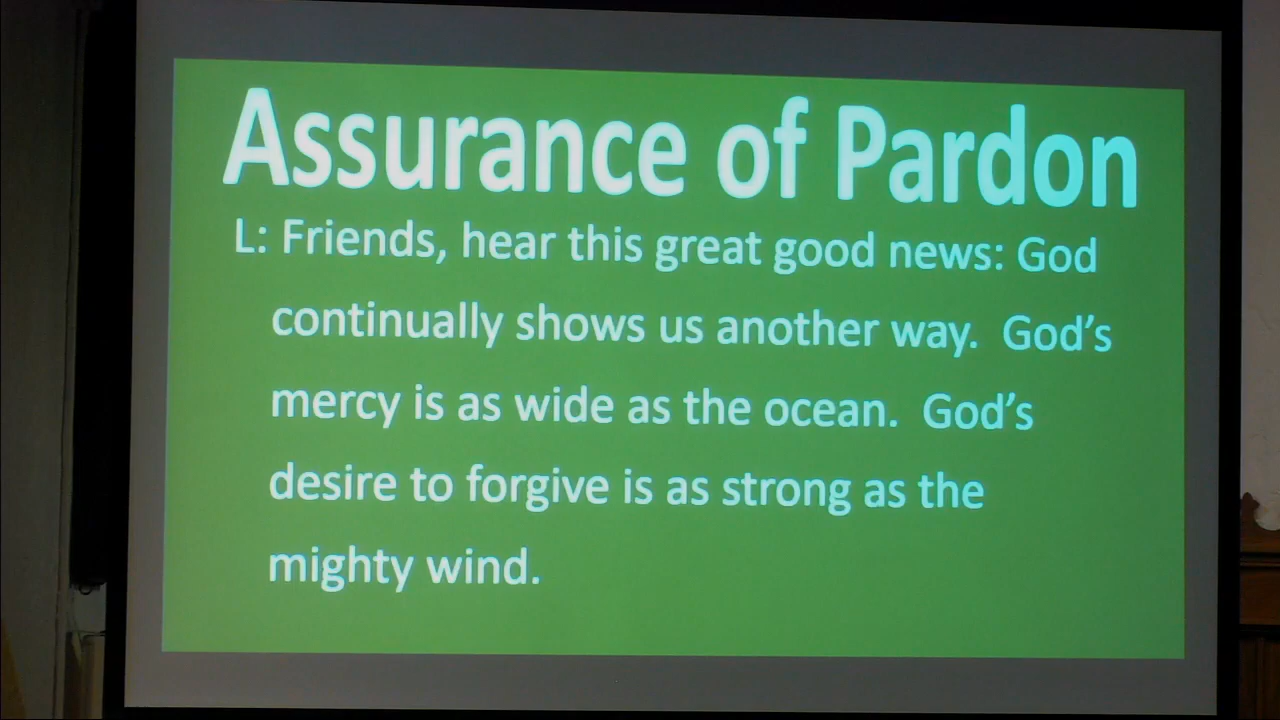 Assurance of Pardon
L: Friends, hear this great good news: God
continually shows us another way.  God's
mercy is as wide as the ocean.  God's
desire to forgive is as strong as the
mighty wind.